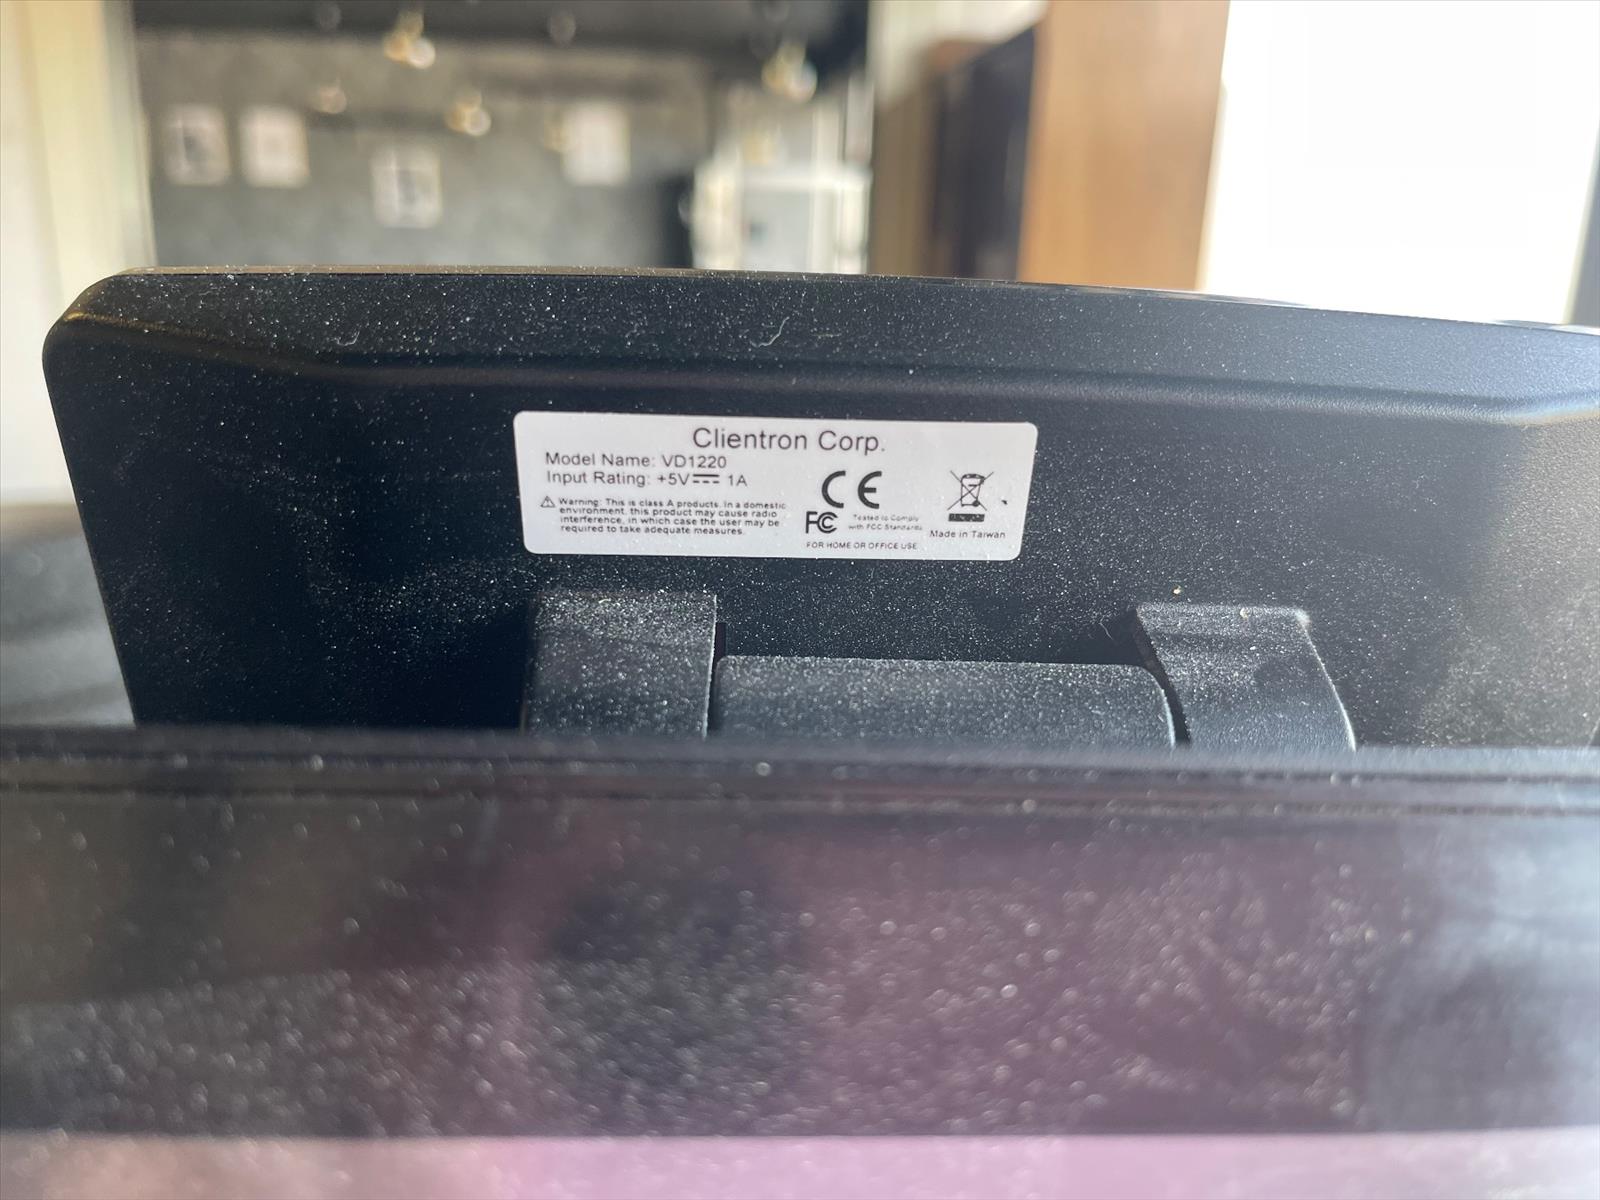 Clientron Corp.
Model Name: VD1220
Input Rating: +5V⎓ 1A
⚠ Warning: This is class A products. In a domestic
environment, this product may cause radio
interference, in which case the user may be
required to take adequate measures.
CE
FC Tested to Comply
with FCC Standards
FOR HOME OR OFFICE USE
Made in Taiwan